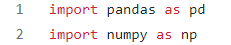 1 import pandas as pd
2 import numpy as np